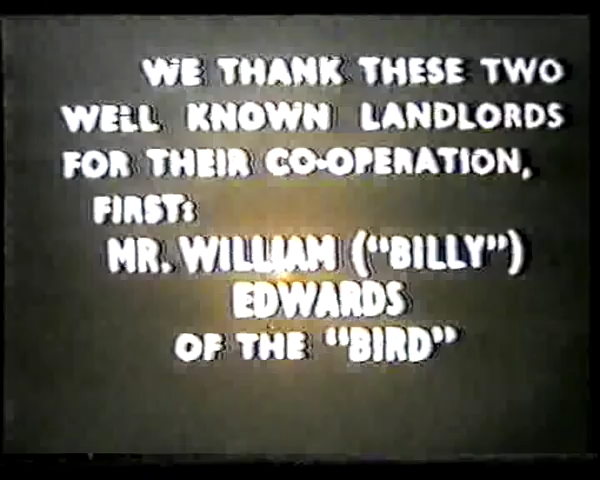 WE THANK THESE TWO
WELL KNOWN LANDLORDS
FOR THEIR CO-OPERATION,
FIRST:
MR. WILLIAM ("BILLY")
EDWARDS
OF THE "BIRD"